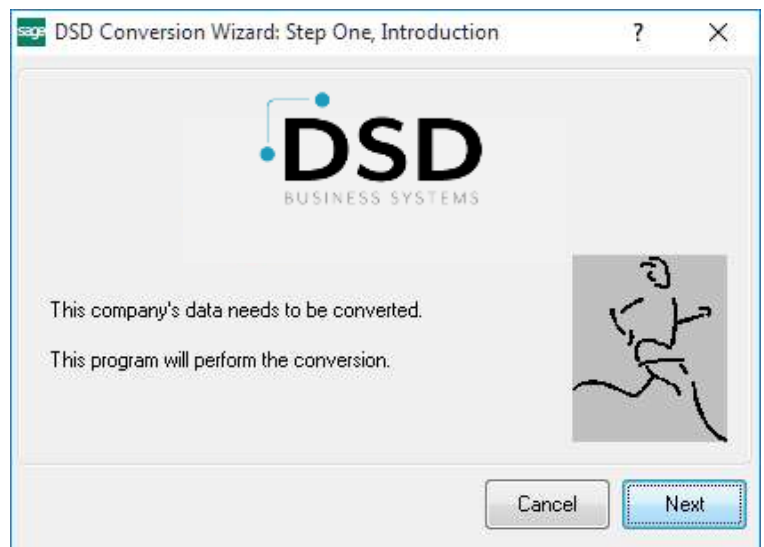 sage DSD Conversion Wizard: Step One, Introduction ? X
DSD
BUSINESS SYSTEMS
This company's data needs to be converted.
This program will perform the conversion.
Cancel Next